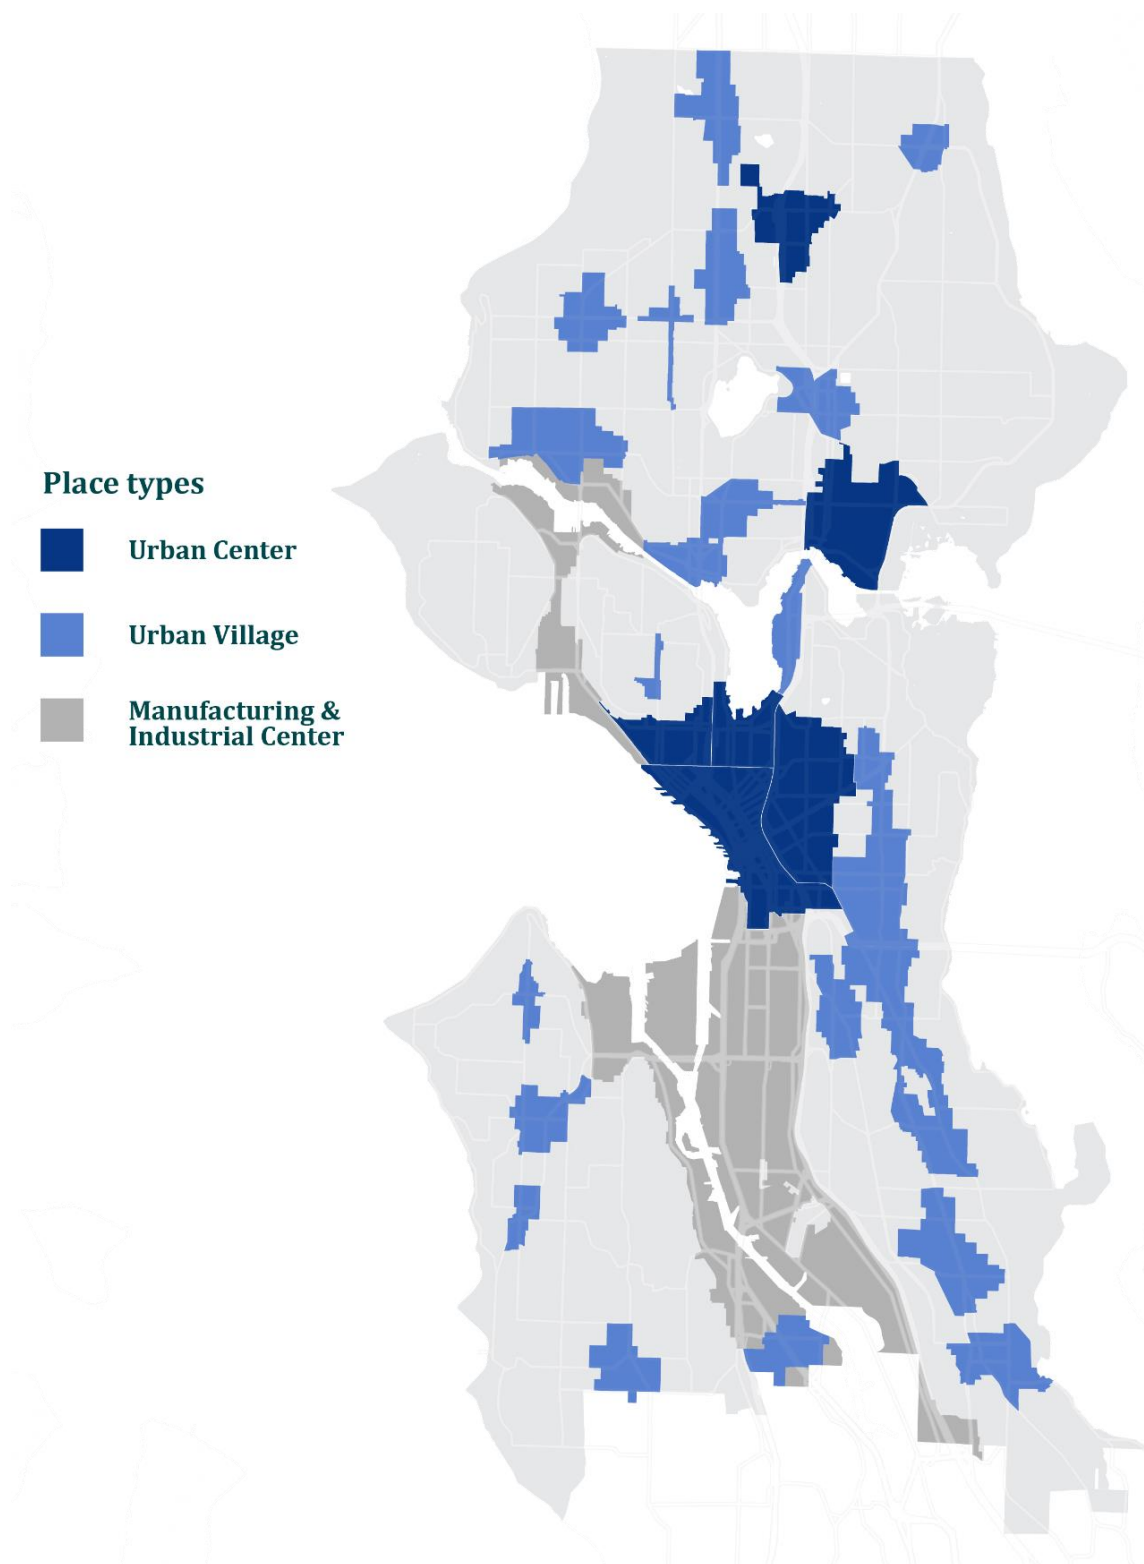 Place types
Urban Center
Urban Village
Manufacturing &
Industrial Center